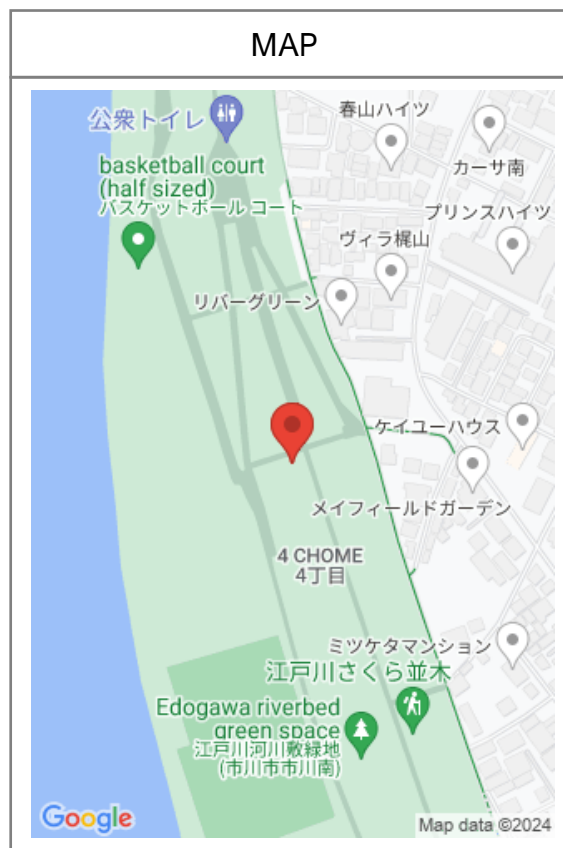 MAP
公衆トイレ
春山ハイツ
カーサ南
basketball court
(half sized)
バスケットボール コート
プリンスハイツ
ヴィラ梶山
リバーグリーン
ケイユーハウス
メイフィールドガーデン
4 CHOME
4丁目
ミツケタマンション
江戸川さくら並木
Edogawa riverbed
green space
江戸川河川敷緑地
(市川市市川南)
Google
Map data ©2024